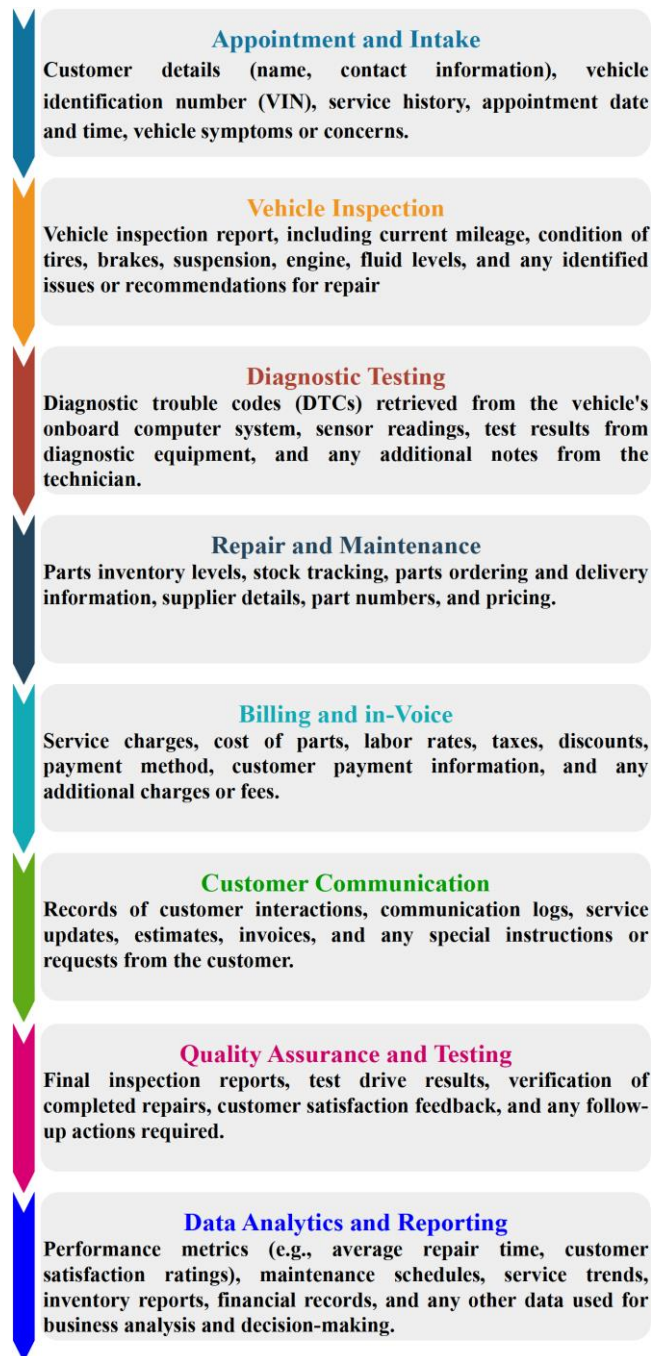 Appointment and Intake
Customer details (name, contact information), vehicle
identification number (VIN), service history, appointment date
and time, vehicle symptoms or concerns.
Vehicle Inspection
Vehicle inspection report, including current mileage, condition of
tires, brakes, suspension, engine, fluid levels, and any identified
issues or recommendations for repair
Diagnostic Testing
Diagnostic trouble codes (DTCs) retrieved from the vehicle's
onboard computer system, sensor readings, test results from
diagnostic equipment, and any additional notes from the
technician.
Repair and Maintenance
Parts inventory levels, stock tracking, parts ordering and delivery
information, supplier details, part numbers, and pricing.
Billing and in-Voice
Service charges, cost of parts, labor rates, taxes, discounts,
payment method, customer payment information, and any
additional charges or fees.
Customer Communication
Records of customer interactions, communication logs, service
updates, estimates, invoices, and any special instructions or
requests from the customer.
Quality Assurance and Testing
Final inspection reports, test drive results, verification of
completed repairs, customer satisfaction feedback, and any follow-
up actions required.
Data Analytics and Reporting
Performance metrics (e.g., average repair time, customer
satisfaction ratings), maintenance schedules, service trends,
inventory reports, financial records, and any other data used for
business analysis and decision-making.